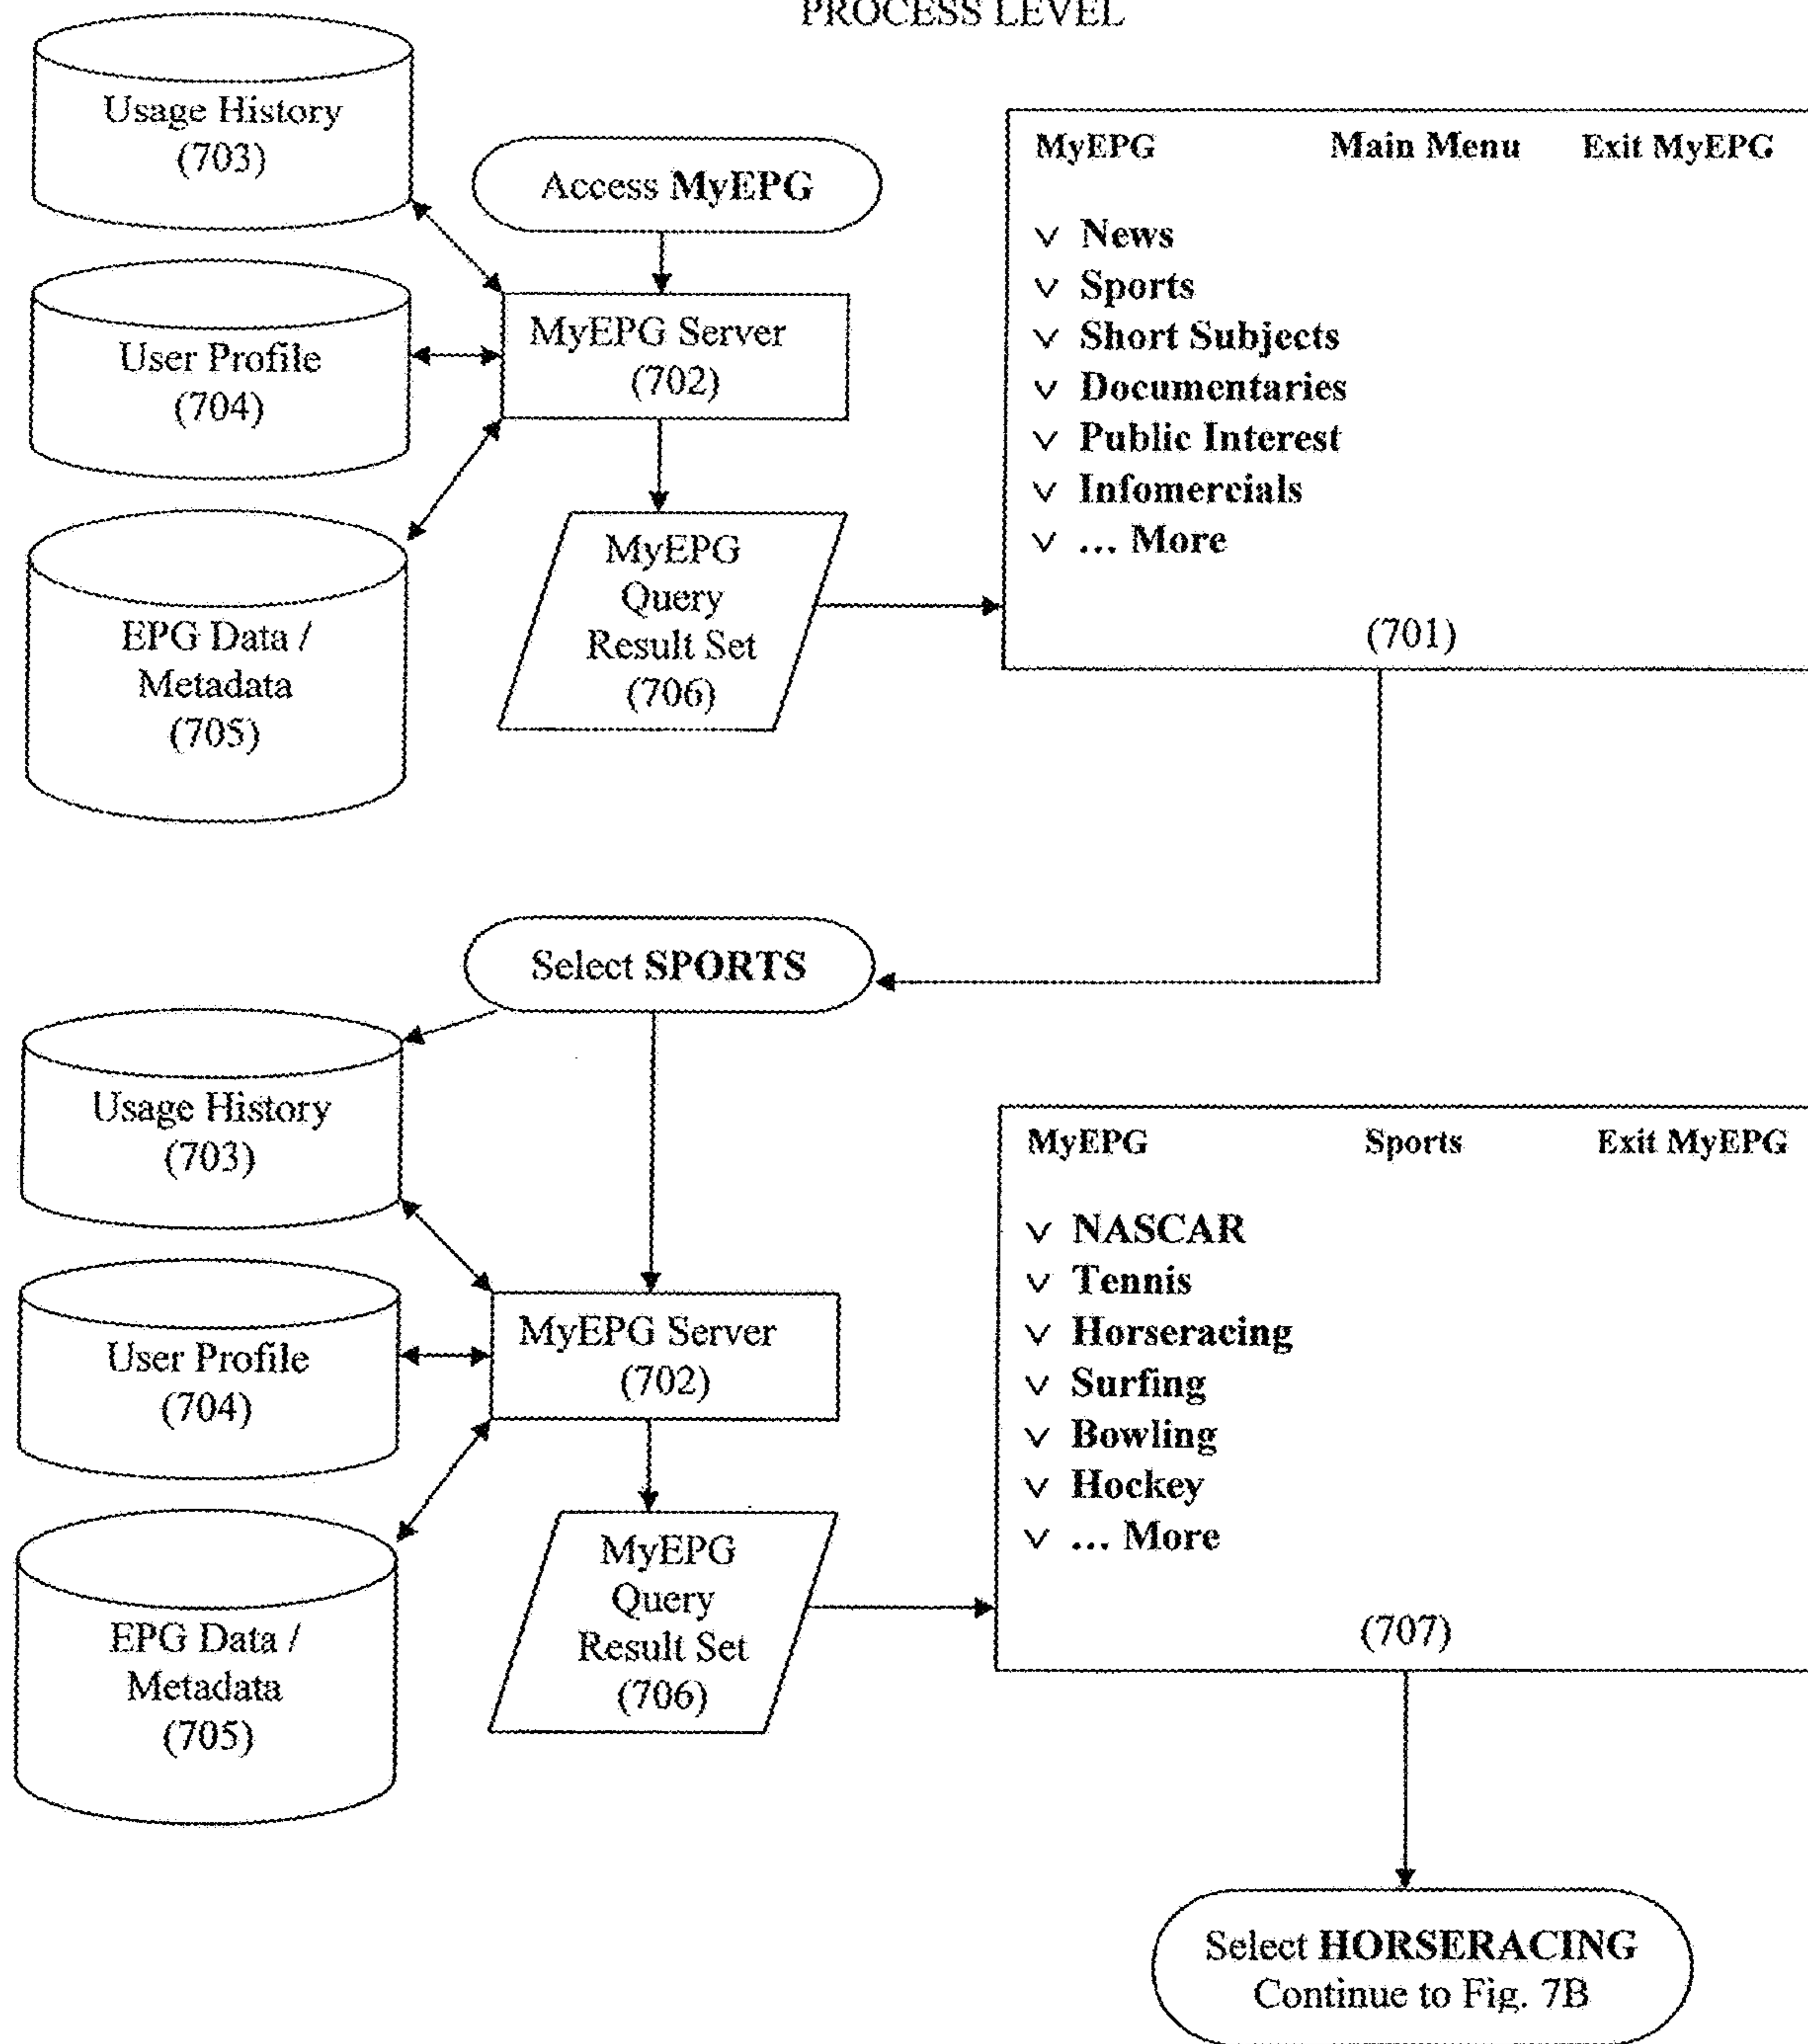 PROCESS LEVEL
Usage History
(703)
Access MyEPG
User Profile
(704)
MyEPG Server
(702)
EPG Data /
Metadata
(705)
MyEPG
Query
Result Set
(706)
MyEPG Main Menu Exit MyEPG
v News
v Sports
v Short Subjects
v Documentaries
v Public Interest
v Infomercials
v ... More
(701)
Select SPORTS
Usage History
(703)
User Profile
(704)
MyEPG Server
(702)
EPG Data /
Metadata
(705)
MyEPG
Query
Result Set
(706)
MyEPG Sports Exit MyEPG
v NASCAR
v Tennis
v Horseracing
v Surfing
v Bowling
v Hockey
v ... More
(707)
Select HORSERACING
Continue to Fig. 7B